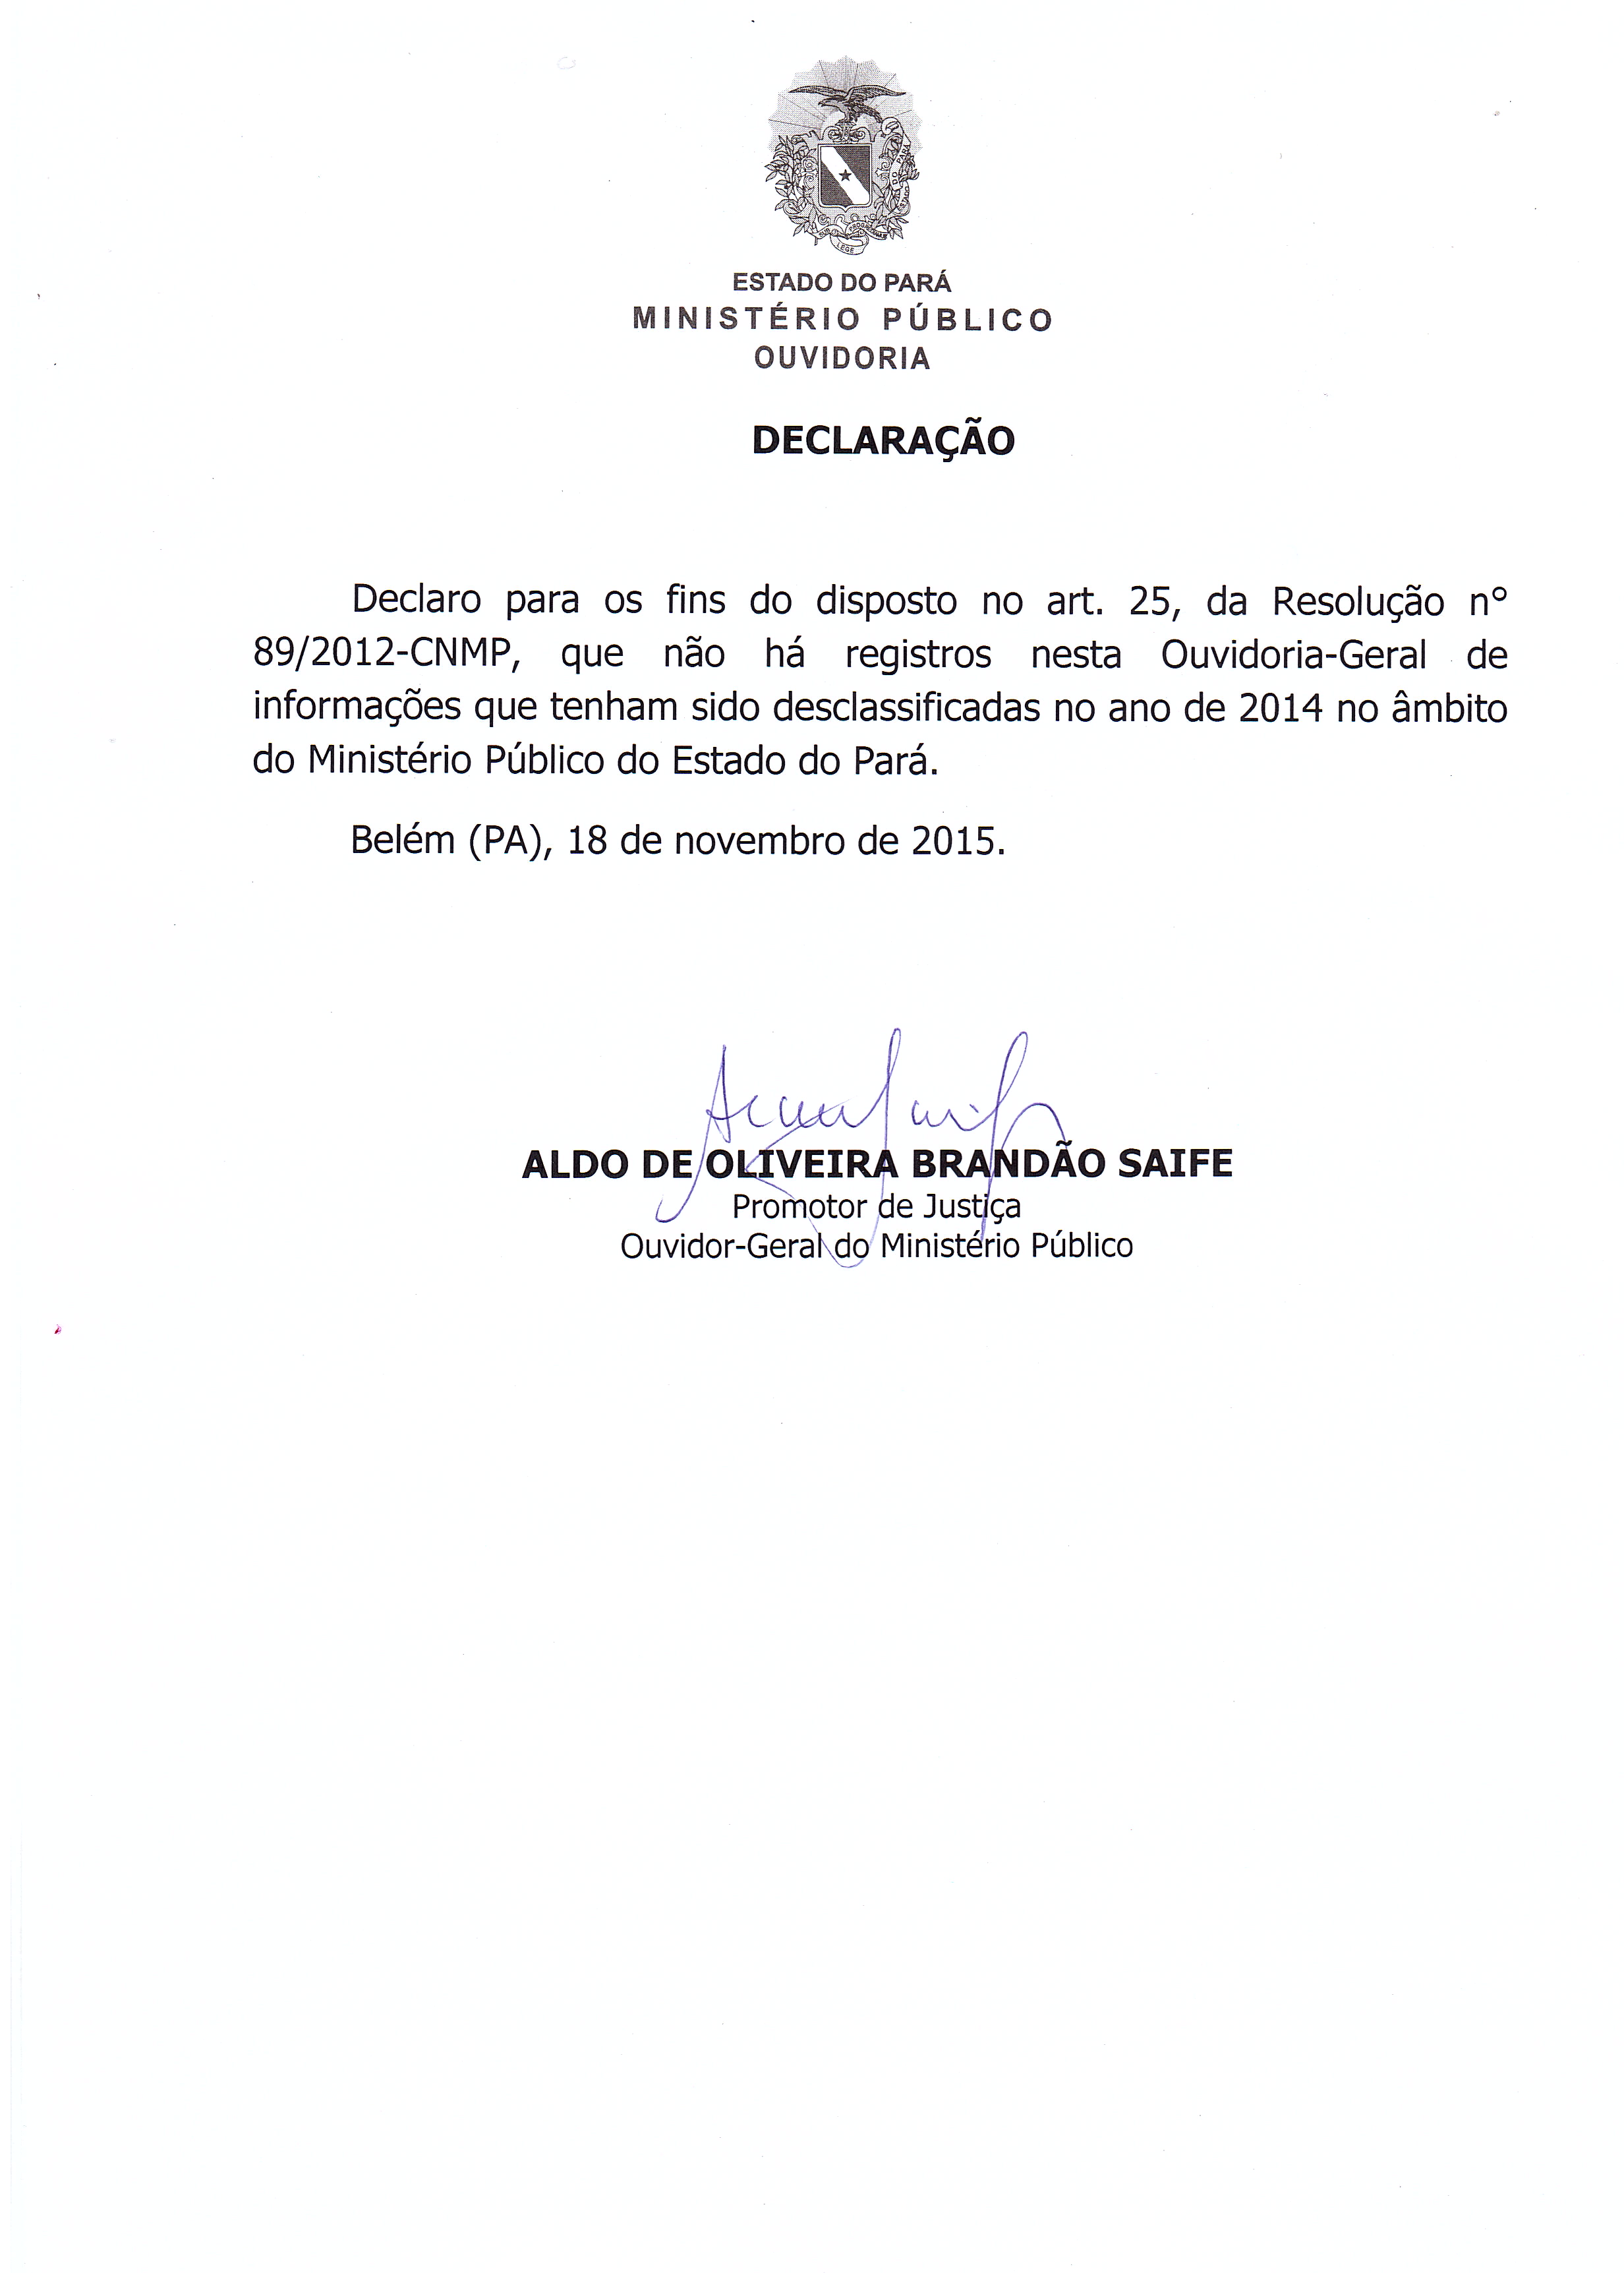 ESTADO DO PARÁ
MINISTÉRIO PÚBLICO
OUVIDORIA
DECLARAÇÃO
Declaro para os fins do disposto no art. 25, da Resolução n°
89/2012-CNMP, que não há registros nesta Ouvidoria-Geral de
informações que tenham sido desclassificadas no ano de 2014 no âmbito
do Ministério Público do Estado do Pará.
Belém (PA), 18 de novembro de 2015.
ALDO DE OLIVEIRA BRANDÃO SAIFE
Promotor de Justiça
Ouvidor-Geral do Ministério Público